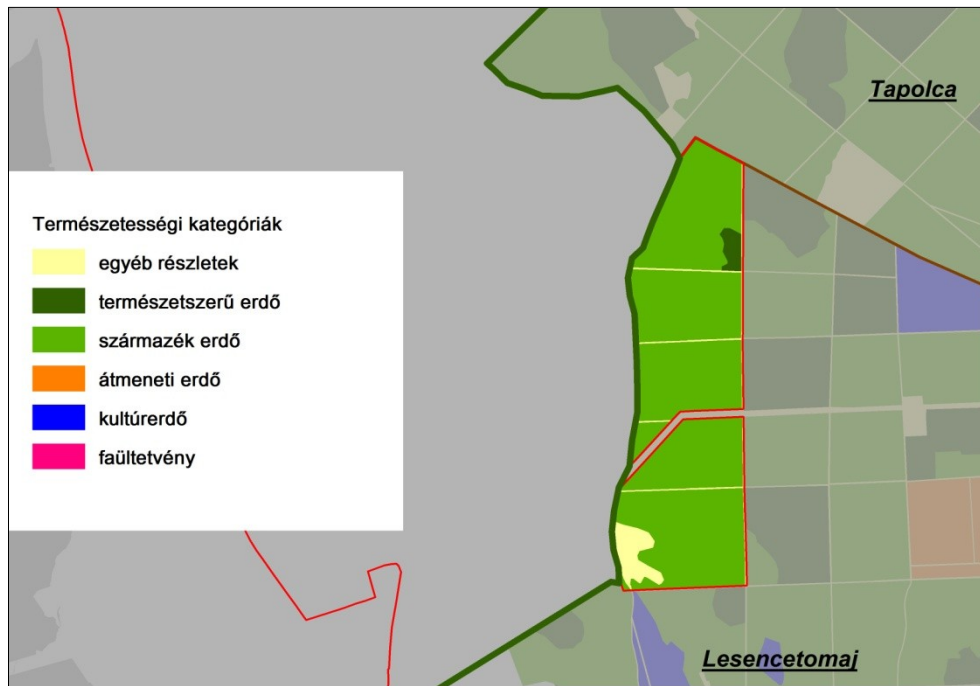 Tapolca
Természetességi kategóriák
egyéb részletek
természetszerű erdő
származék erdő
átmeneti erdő
kultúrerdő
faültetvény
Lesencetomaj